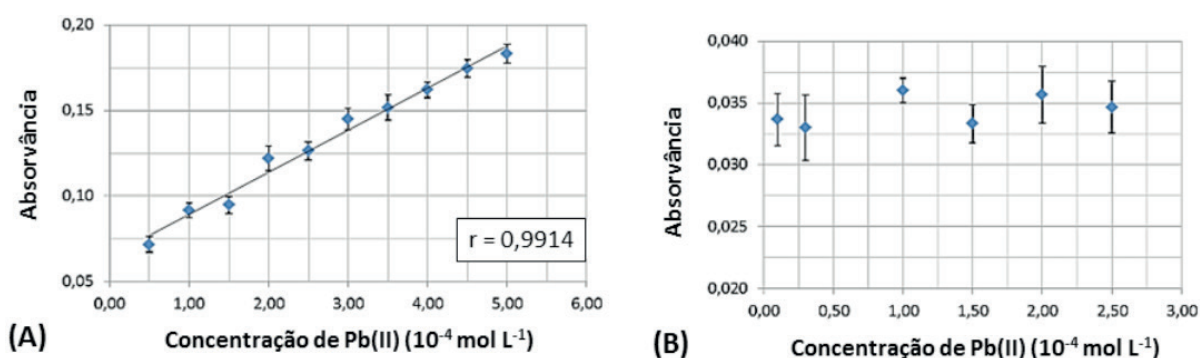 0,20
0,15
0,10
0,05
Absorvância
r = 0,9914
0,00 1,00 2,00 3,00 4,00 5,00 6,00
(A) Concentração de Pb(II) (10⁻⁴ mol L⁻¹)
0,040
0,035
0,030
0,025
0,020
Absorvância
0,00 0,50 1,00 1,50 2,00 2,50 3,00
(B) Concentração de Pb(II) (10⁻⁴ mol L⁻¹)